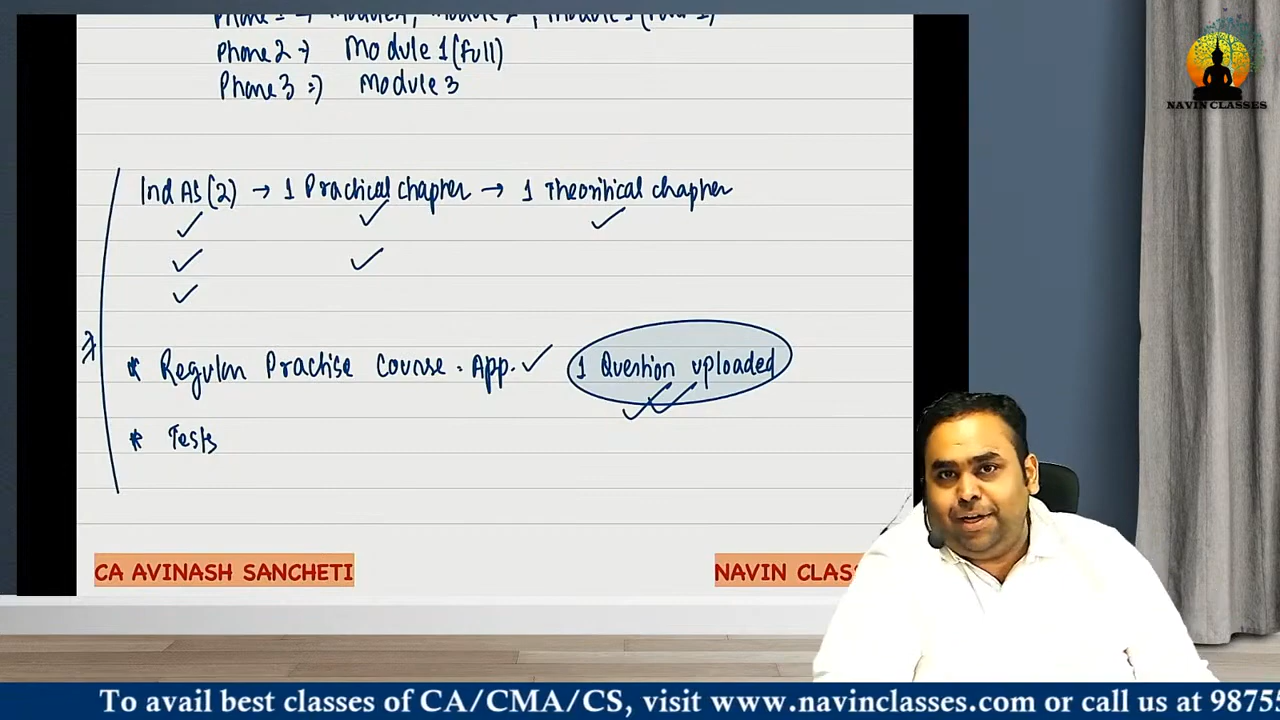 Phone 2 => Module 1 (full)
Phone 3 => Module 3
NAVIN CLASSES
Ind AS (2) → 1 Practical chapter → 1 Theoritical chapter
* Regular Practise Course. App. 1 Question uploaded
* Tests
CA AVINASH SANCHETI
NAVIN CLASS
To avail best classes of CA/CMA/CS, visit www.navinclasses.com or call us at 9875